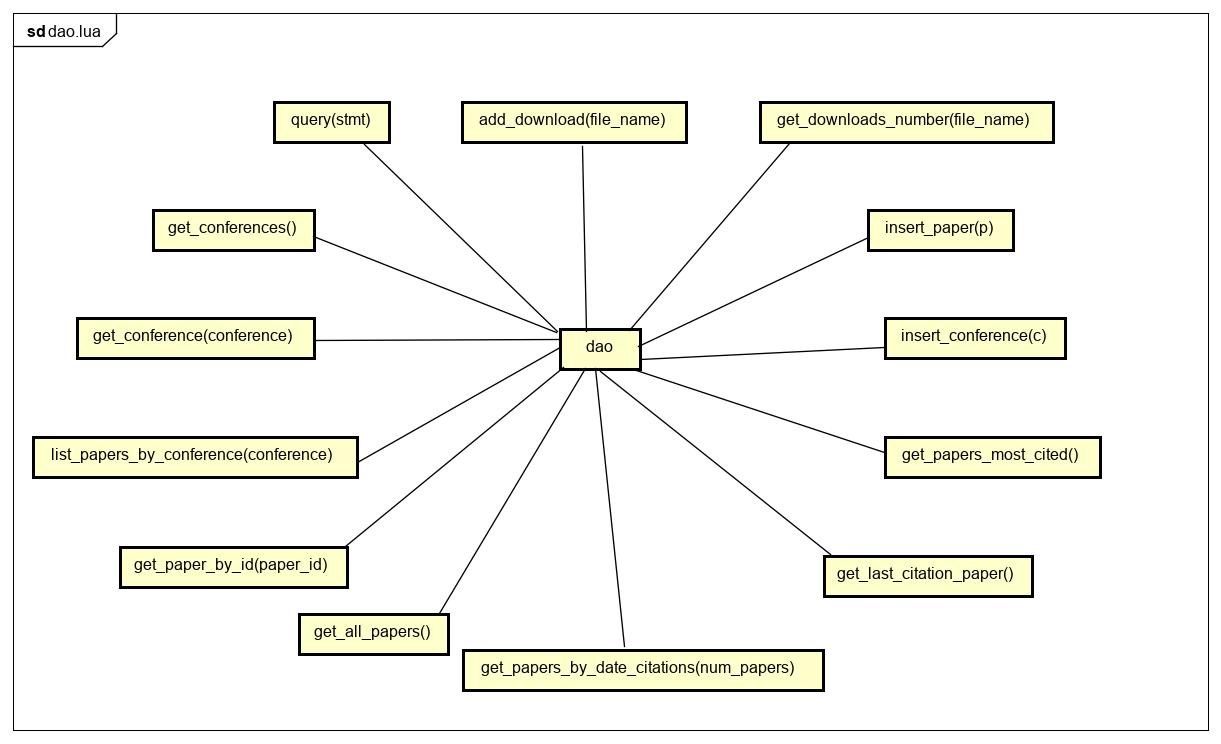 sd dao.lua
query(stmt)
add_download(file_name)
get_downloads_number(file_name)
get_conferences()
insert_paper(p)
get_conference(conference)
insert_conference(c)
dao
list_papers_by_conference(conference)
get_papers_most_cited()
get_paper_by_id(paper_id)
get_last_citation_paper()
get_all_papers()
get_papers_by_date_citations(num_papers)